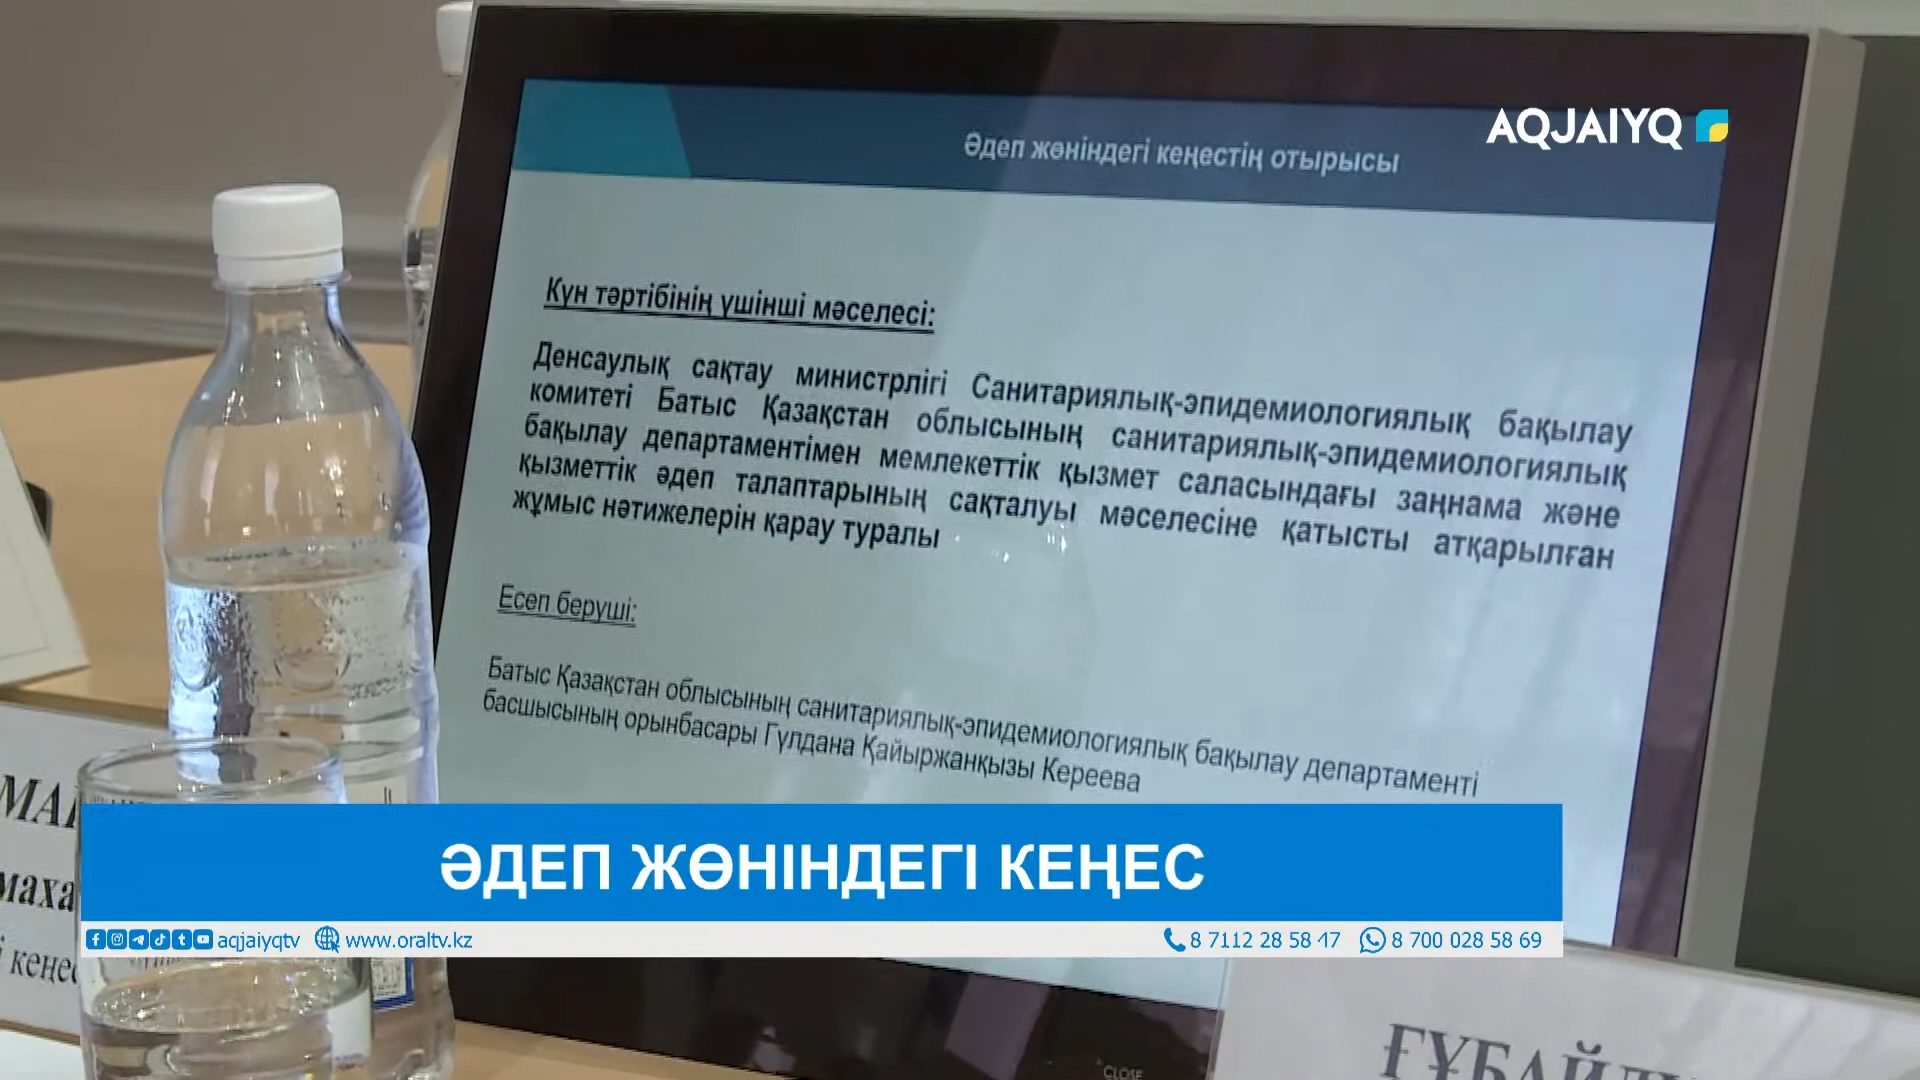 AQJAIYQ
Әдеп жөніндегі кеңестің отырысы
Күн тәртібінің үшінші мәселесі:
Денсаулық сақтау министрлігі Санитариялық-эпидемиологиялық бақылау
комитеті Батыс Қазақстан облысының санитариялық-эпидемиологиялық
бақылау департаментімен мемлекеттік қызмет саласындағы заңнама және
қызметтік әдеп талаптарының сақталуы мәселесіне қатысты атқарылған
жұмыс нәтижелерін қарау туралы
Есеп беруші:
Батыс Қазақстан облысының санитариялық-эпидемиологиялық бақылау департаменті
басшысының орынбасары Гүлдана Қайыржанқызы Кереева
ӘДЕП ЖӨНІНДЕГІ КЕҢЕС
aqjaiyqtv www.oraltv.kz 8 7112 28 58 47 8 700 028 58 69
CLOSE